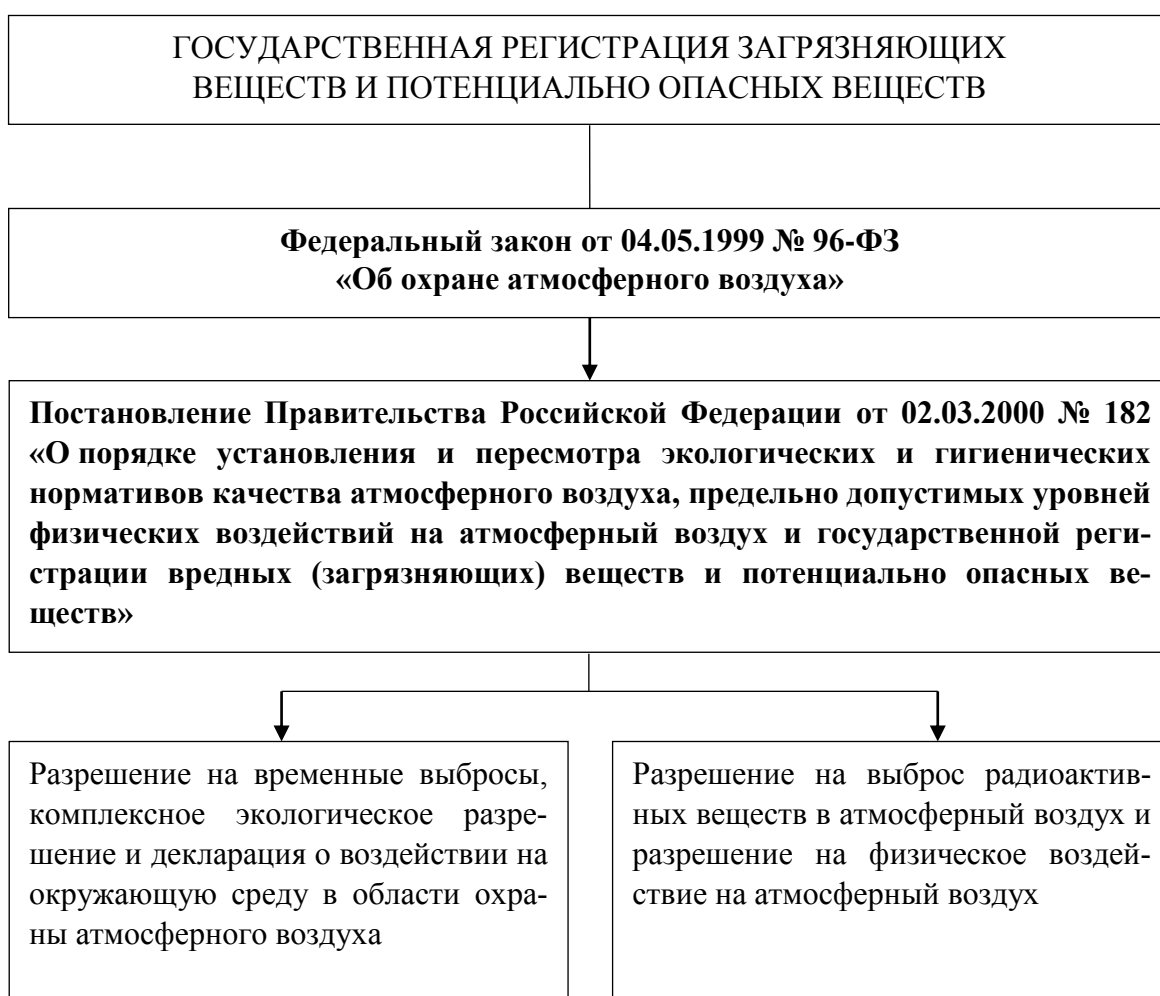 ГОСУДАРСТВЕННАЯ РЕГИСТРАЦИЯ ЗАГРЯЗНЯЮЩИХ
ВЕЩЕСТВ И ПОТЕНЦИАЛЬНО ОПАСНЫХ ВЕЩЕСТВ
Федеральный закон от 04.05.1999 № 96-ФЗ
«Об охране атмосферного воздуха»
Постановление Правительства Российской Федерации от 02.03.2000 № 182
«О порядке установления и пересмотра экологических и гигиенических
нормативов качества атмосферного воздуха, предельно допустимых уровней
физических воздействий на атмосферный воздух и государственной реги-
страции вредных (загрязняющих) веществ и потенциально опасных ве-
ществ»
Разрешение на временные выбросы,
комплексное экологическое разре-
шение и декларация о воздействии на
окружающую среду в области охра-
ны атмосферного воздуха
Разрешение на выброс радиоактив-
ных веществ в атмосферный воздух и
разрешение на физическое воздей-
ствие на атмосферный воздух